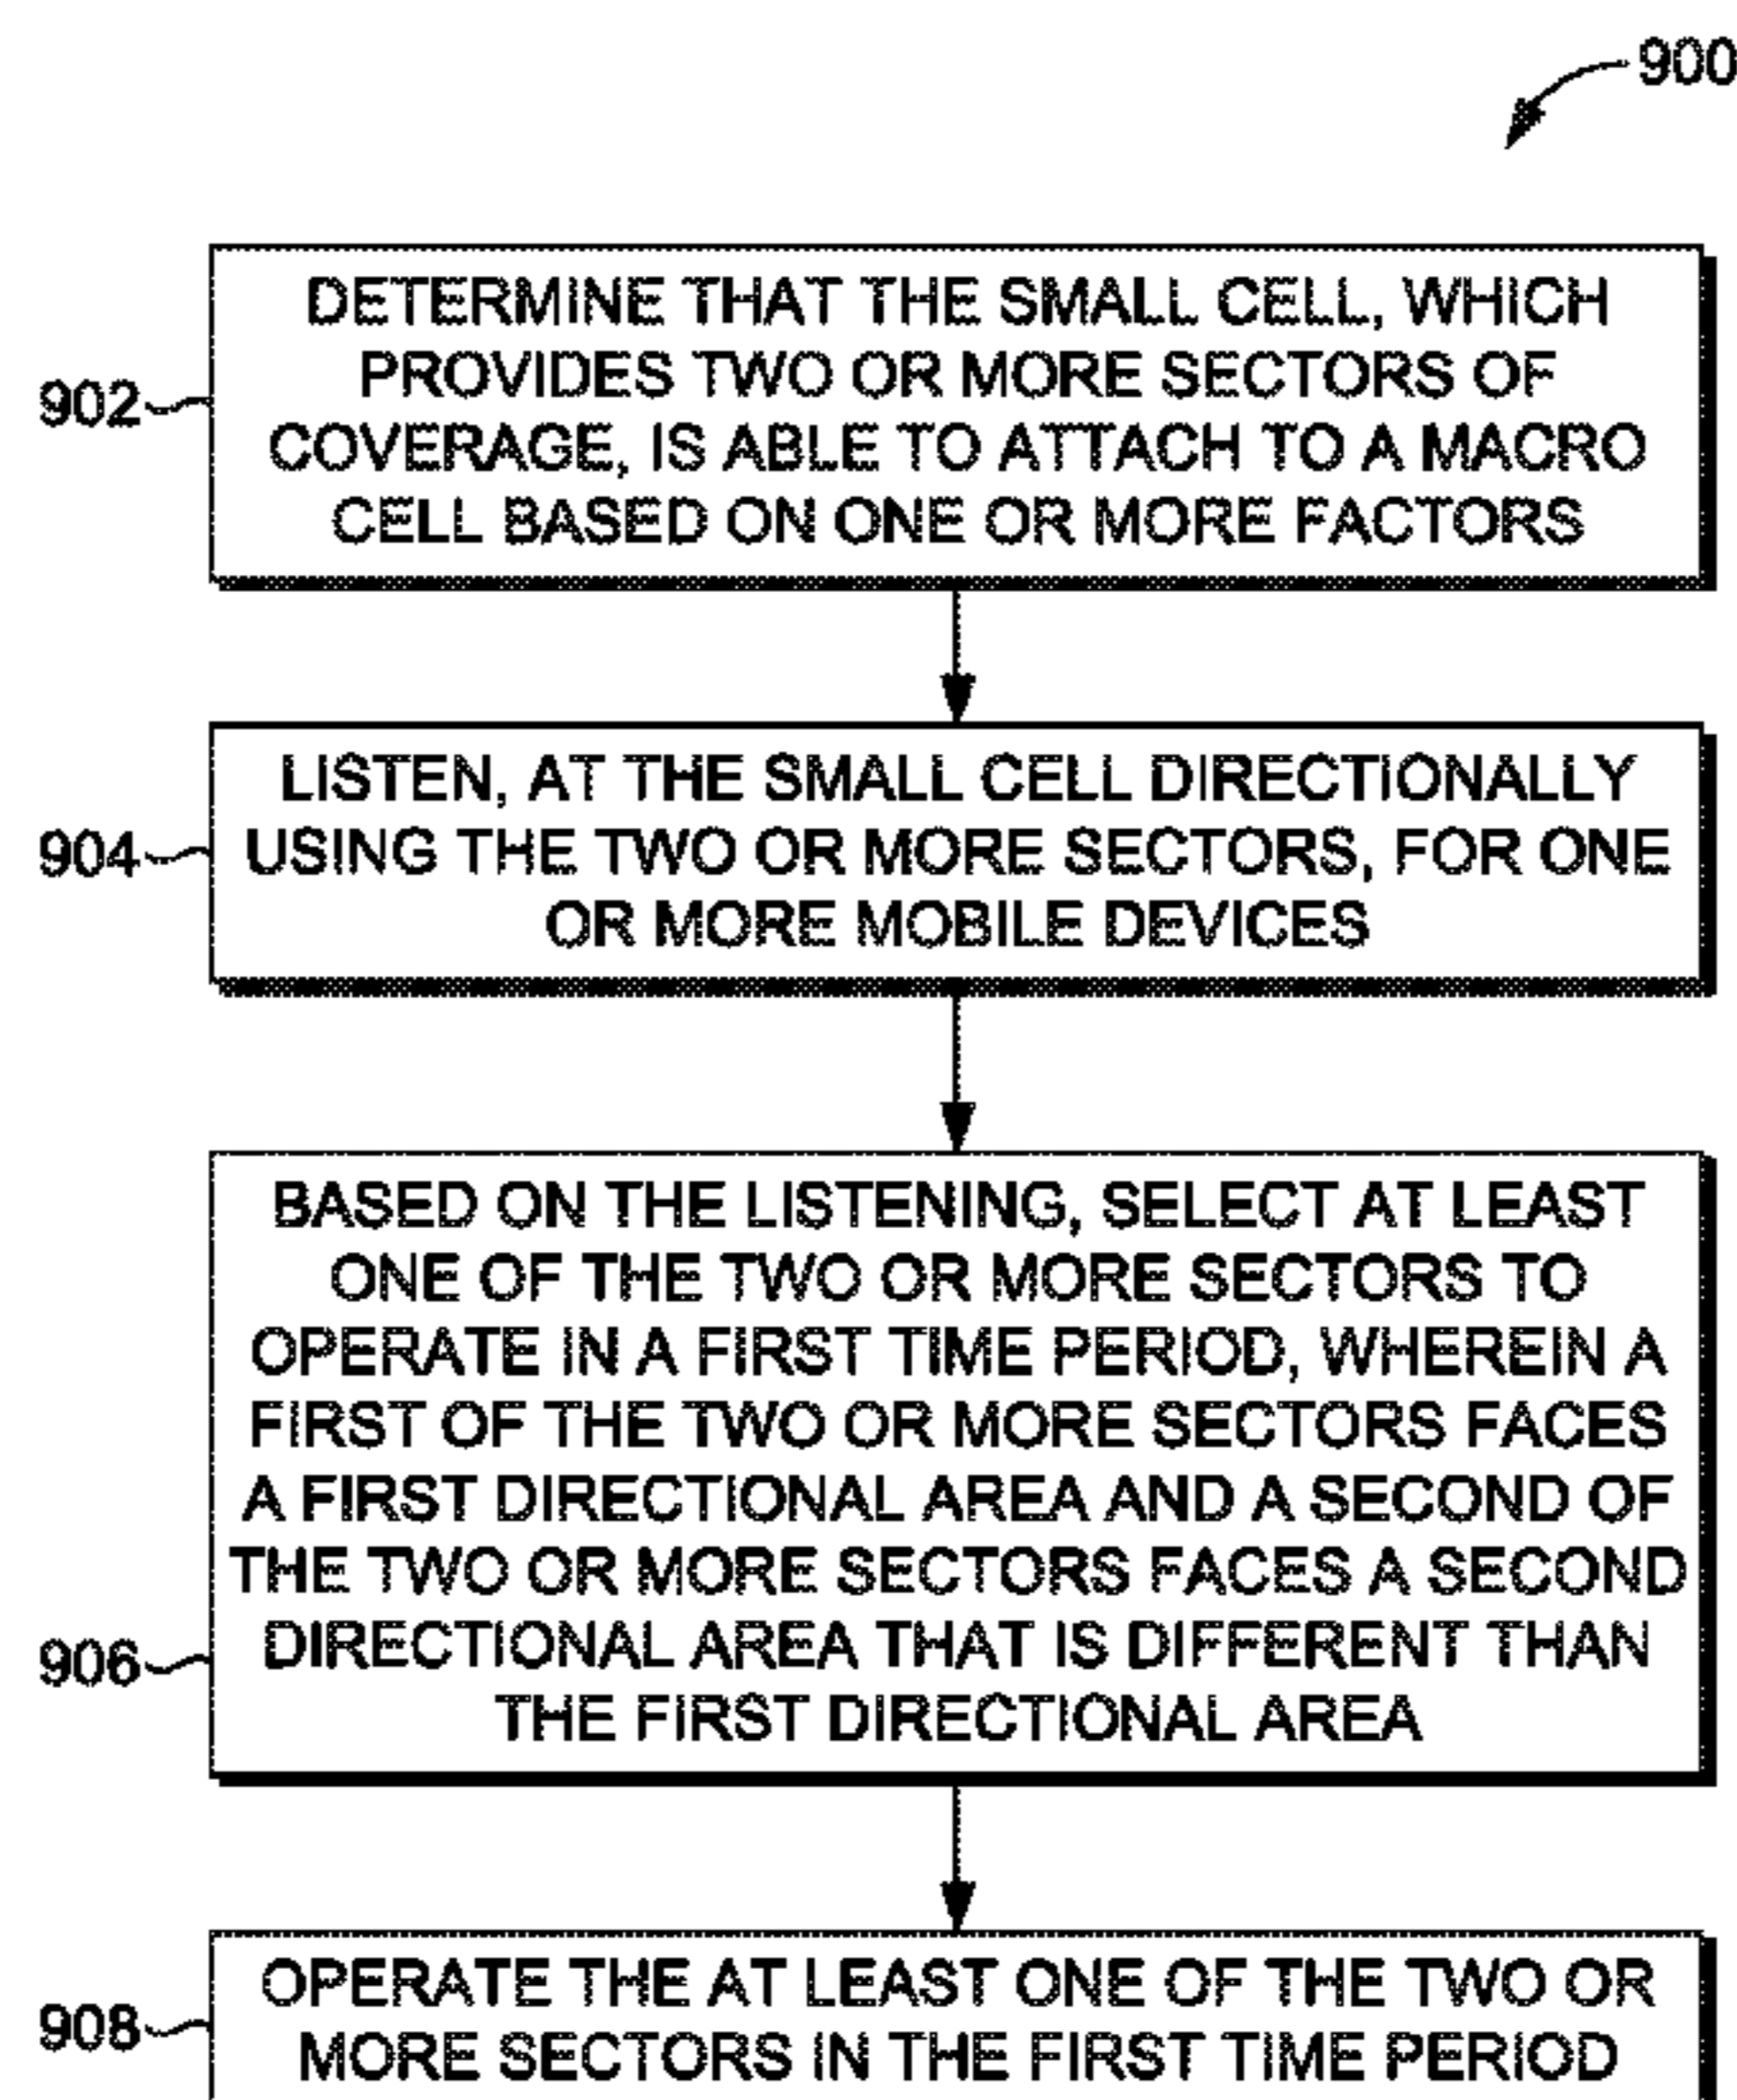 900
DETERMINE THAT THE SMALL CELL, WHICH
PROVIDES TWO OR MORE SECTORS OF
COVERAGE, IS ABLE TO ATTACH TO A MACRO
CELL BASED ON ONE OR MORE FACTORS
902
LISTEN, AT THE SMALL CELL DIRECTIONALLY
USING THE TWO OR MORE SECTORS, FOR ONE
OR MORE MOBILE DEVICES
904
BASED ON THE LISTENING, SELECT AT LEAST
ONE OF THE TWO OR MORE SECTORS TO
OPERATE IN A FIRST TIME PERIOD, WHEREIN A
FIRST OF THE TWO OR MORE SECTORS FACES
A FIRST DIRECTIONAL AREA AND A SECOND OF
THE TWO OR MORE SECTORS FACES A SECOND
DIRECTIONAL AREA THAT IS DIFFERENT THAN
THE FIRST DIRECTIONAL AREA
906
OPERATE THE AT LEAST ONE OF THE TWO OR
MORE SECTORS IN THE FIRST TIME PERIOD
908